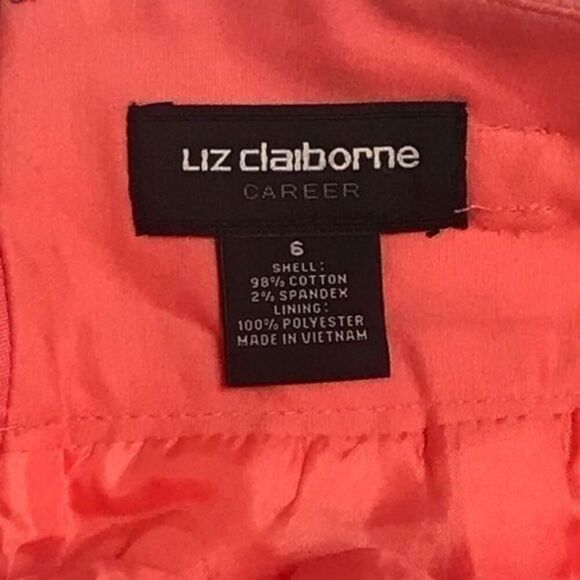 LIZ claiborne
CAREER
6
SHELL:
98% COTTON
2% SPANDEX
LINING:
100% POLYESTER
MADE IN VIETNAM